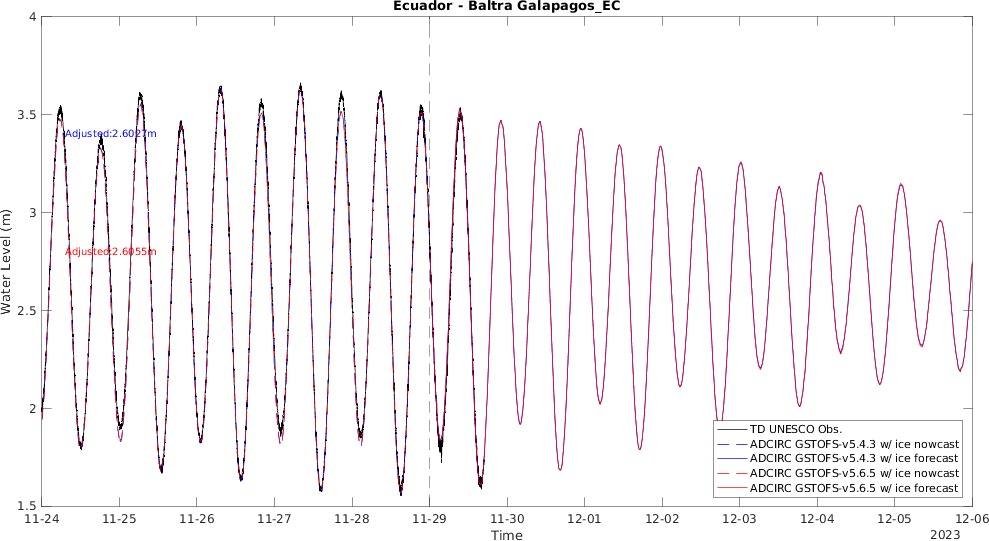 Ecuador - Baltra Galapagos_EC
4
3.5
3
2.5
2
1.5
Water Level (m)
Adjusted:2.6027m
Adjusted:2.6055m
TD UNESCO Obs.
ADCIRC GSTOFS-v5.4.3 w/ ice nowcast
ADCIRC GSTOFS-v5.4.3 w/ ice forecast
ADCIRC GSTOFS-v5.6.5 w/ ice nowcast
ADCIRC GSTOFS-v5.6.5 w/ ice forecast
11-24 11-25 11-26 11-27 11-28 11-29 11-30 12-01 12-02 12-03 12-04 12-05 12-06
Time
2023